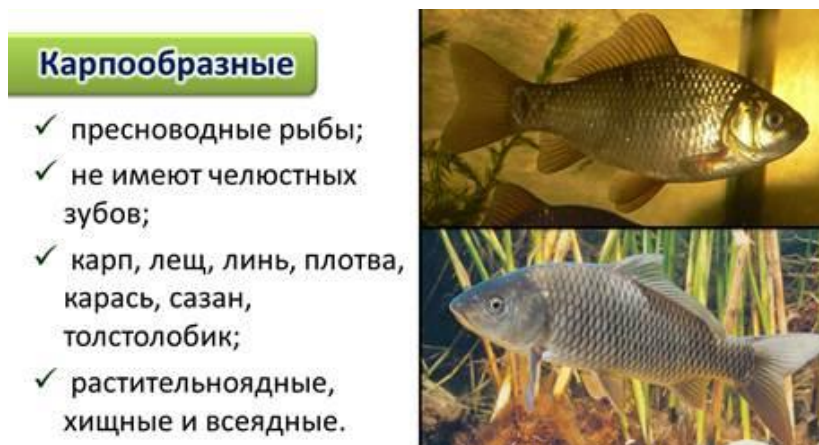 Карпообразные
✓ пресноводные рыбы;
✓ не имеют челюстных
зубов;
✓ карп, лещ, линь, плотва,
карась, сазан,
толстолобик;
✓ растительноядные,
хищные и всеядные.